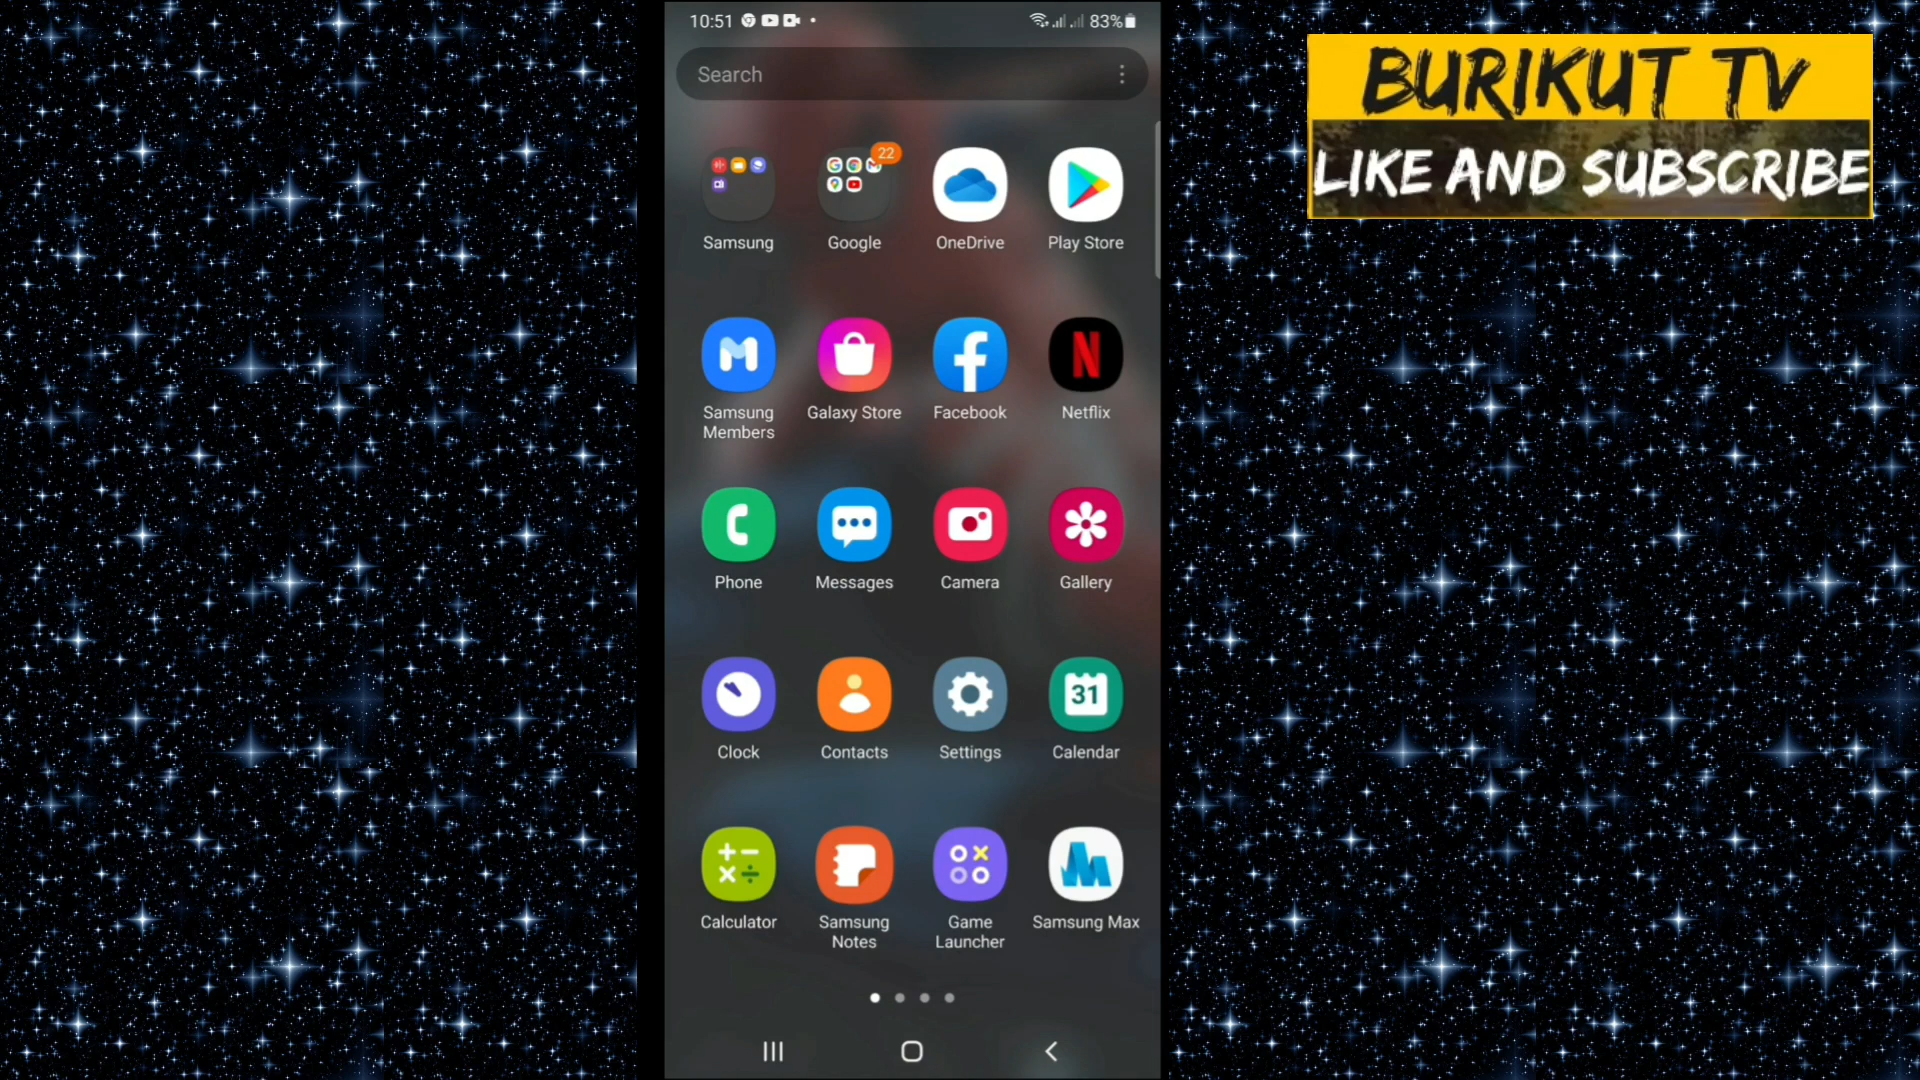 10:51
83%
BURIKUT TV
LIKE AND SUBSCRIBE
Search
22
Samsung
Google
OneDrive
Play Store
Samsung Members
Galaxy Store
Facebook
Netflix
Phone
Messages
Camera
Gallery
31
Clock
Contacts
Settings
Calendar
Calculator
Samsung Notes
Game Launcher
Samsung Max